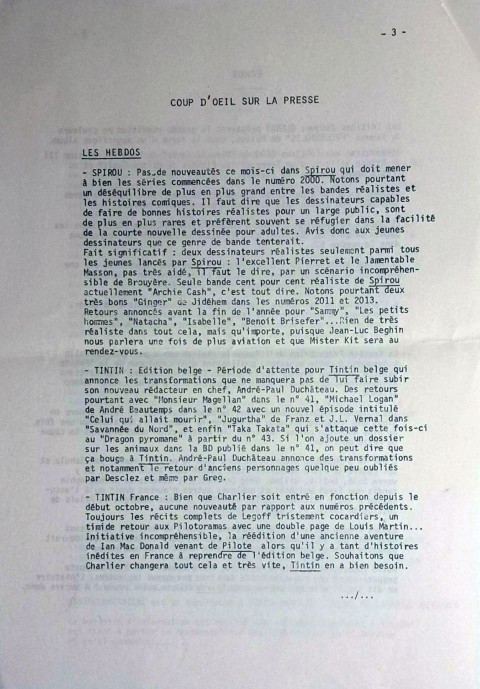 - 3 -
COUP D'OEIL SUR LA PRESSE
LES HEBDOS
- SPIROU : Pas de nouveautés ce mois-ci dans Spirou qui doit mener
à bien les séries commencées dans le numéro 2000. Notons pourtant
un déséquilibre de plus en plus grand entre les bandes réalistes et
les histoires comiques. Il faut dire que les dessinateurs capables
de faire de bonnes histoires réalistes pour un large public, sont
de plus en plus rares et préfèrent souvent se réfugier dans la facilité
de la courte nouvelle dessinée pour adultes. Avis donc aux jeunes
dessinateurs que ce genre de bande tenterait.
Fait significatif : deux dessinateurs réalistes seulement parmi tous
les jeunes lancés par Spirou : l'excellent Pierret et le lamentable
Masson, pas très aidé, il faut le dire, par un scénario incompréhen-
sible de Brouyère. Seule bande cent pour cent réaliste de Spirou
actuellement "Archie Cash", c'est tout dire. Notons pourtant deux
très bons "Ginger" de Jidéhem dans les numéros 2011 et 2013.
Retours annoncés avant la fin de l'année pour "Sammy", "Les petits
hommes", "Natacha", "Isabelle", "Benoit Brisefer"...Rien de très
réaliste dans tout cela, mais qu'importe, puisque Jean-Luc Beghin
nous parlera une fois de plus aviation et que Mister Kit sera au
rendez-vous.
- TINTIN : Edition belge - Période d'attente pour Tintin belge qui
annonce les transformations que ne manquera pas de lui faire subir
son nouveau rédacteur en chef, André-Paul Duchâteau. Des retours
pourtant avec "Monsieur Magellan" dans le n° 41, "Michael Logan"
de André Beautemps dans le n° 42 avec un nouvel épisode intitulé
"Celui qui allait mourir", "Jugurtha" de Franz et J.L. Vernal dans
"Savannée du Nord", et enfin "Taka Takata" qui s'attaque cette fois-ci
au "Dragon pyromane" à partir du n° 43. Si l'on ajoute un dossier
sur les animaux dans la BD publié dans le n° 41, on peut dire que
ça bouge à Tintin. André-Paul Duchâteau annonce des transformations
et notamment le retour d'anciens personnages quelque peu oubliés
par Desclez et même par Greg.
- TINTIN France : Bien que Charlier soit entré en fonction depuis le
début octobre, aucune nouveauté par rapport aux numéros précédents.
Toujours les récits complets de Legoff tristement cocardiers, un
timide retour aux Pilotoramas avec une double page de Louis Martin...
Initiative incompréhensible, la réédition d'une ancienne aventure
de Ian Mac Donald venant de Pilote alors qu'il y a tant d'histoires
inédites en France à reprendre de l'édition belge. Souhaitons que
Charlier changera tout cela et très vite, Tintin en a bien besoin.
.../...